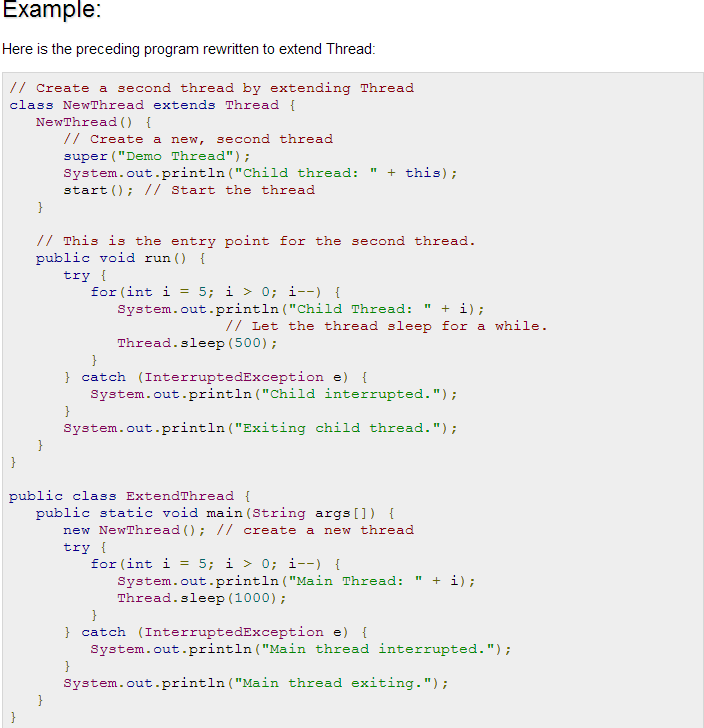 Example:
Here is the preceding program rewritten to extend Thread:
// Create a second thread by extending Thread
class NewThread extends Thread {
   NewThread() {
      // Create a new, second thread
      super("Demo Thread");
      System.out.println("Child thread: " + this);
      start(); // Start the thread
   }

   // This is the entry point for the second thread.
   public void run() {
      try {
         for(int i = 5; i > 0; i--) {
            System.out.println("Child Thread: " + i);
                        // Let the thread sleep for a while.
            Thread.sleep(500);
         }
      } catch (InterruptedException e) {
         System.out.println("Child interrupted.");
      }
      System.out.println("Exiting child thread.");
   }
}

public class ExtendThread {
   public static void main(String args[]) {
      new NewThread(); // create a new thread
      try {
         for(int i = 5; i > 0; i--) {
            System.out.println("Main Thread: " + i);
            Thread.sleep(1000);
         }
      } catch (InterruptedException e) {
         System.out.println("Main thread interrupted.");
      }
      System.out.println("Main thread exiting.");
   }
}